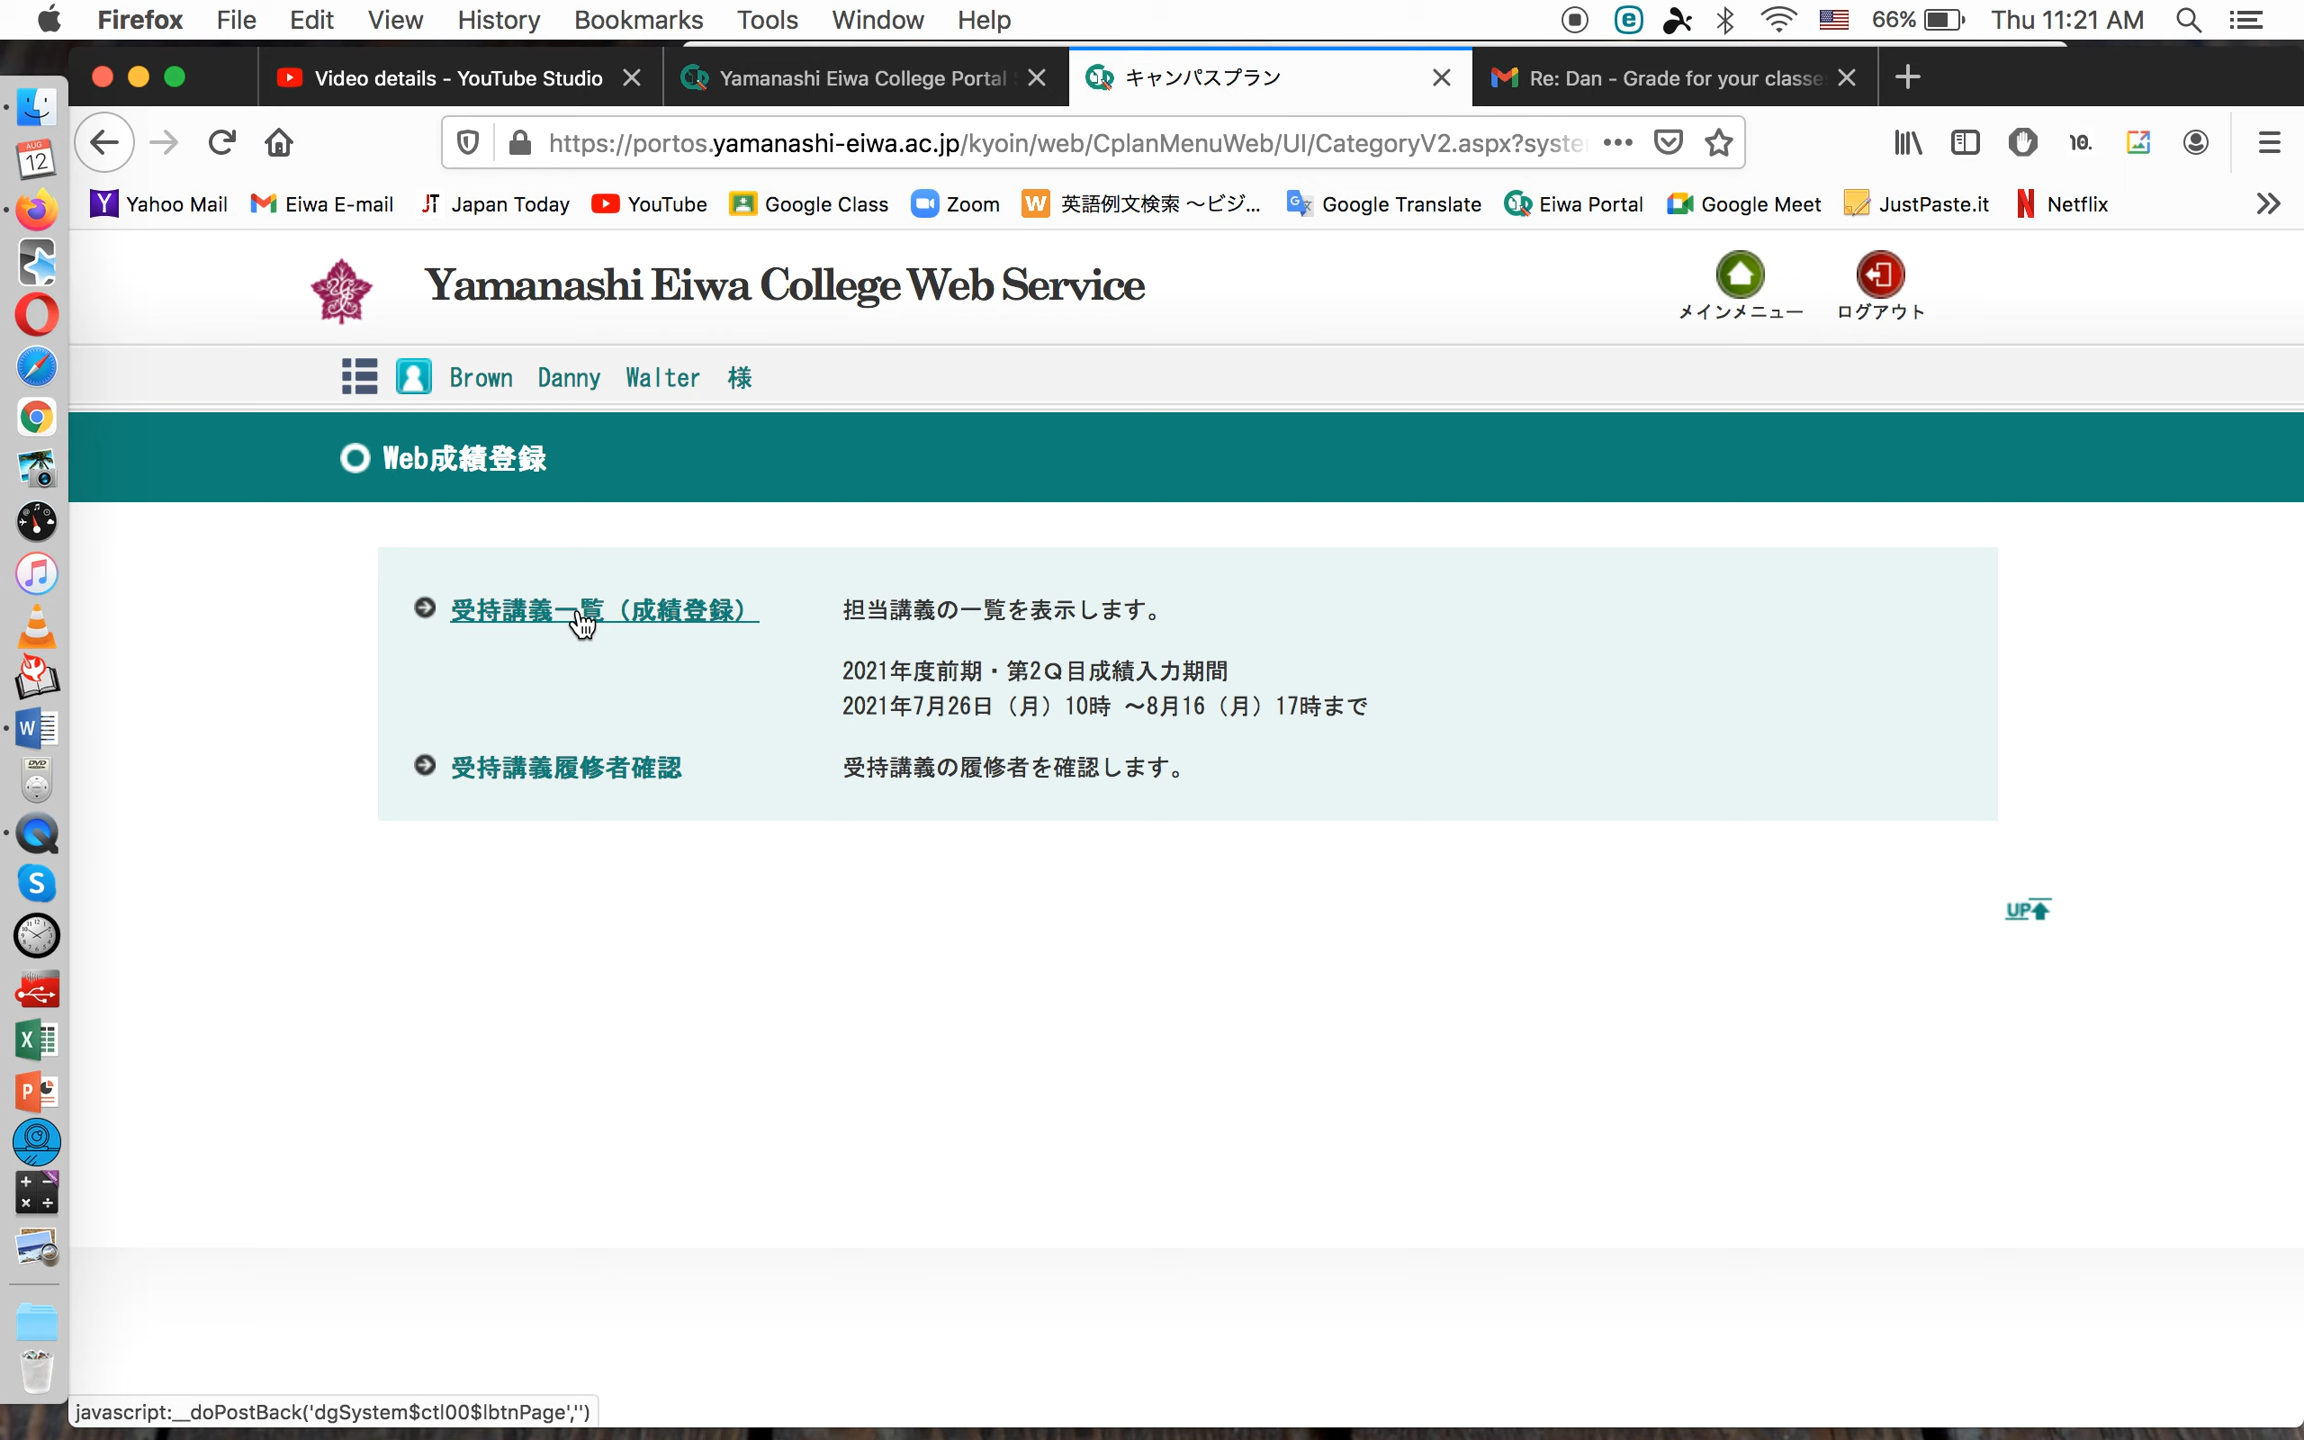 Firefox File Edit View History Bookmarks Tools Window Help 66% Thu 11:21 AM
Video details - YouTube Studio Yamanashi Eiwa College Portal キャンパスプラン Re: Dan - Grade for your classe
https://portos.yamanashi-eiwa.ac.jp/kyoin/web/CplanMenuWeb/UI/CategoryV2.aspx?syste 10.
Yahoo Mail Eiwa E-mail JT Japan Today YouTube Google Class Zoom W 英語例文検索 〜ビジ... Google Translate Eiwa Portal Google Meet JustPaste.it Netflix
Yamanashi Eiwa College Web Service
メインメニュー ログアウト
Brown Danny Walter 様
Web成績登録
受持講義一覧（成績登録） 担当講義の一覧を表示します。
2021年度前期・第2Q目成績入力期間
2021年7月26日（月）10時 〜8月16（月）17時まで
受持講義履修者確認 受持講義の履修者を確認します。
UP
AUG
12
DVD
javascript:__doPostBack('dgSystem$ctl00$lbtnPage','')